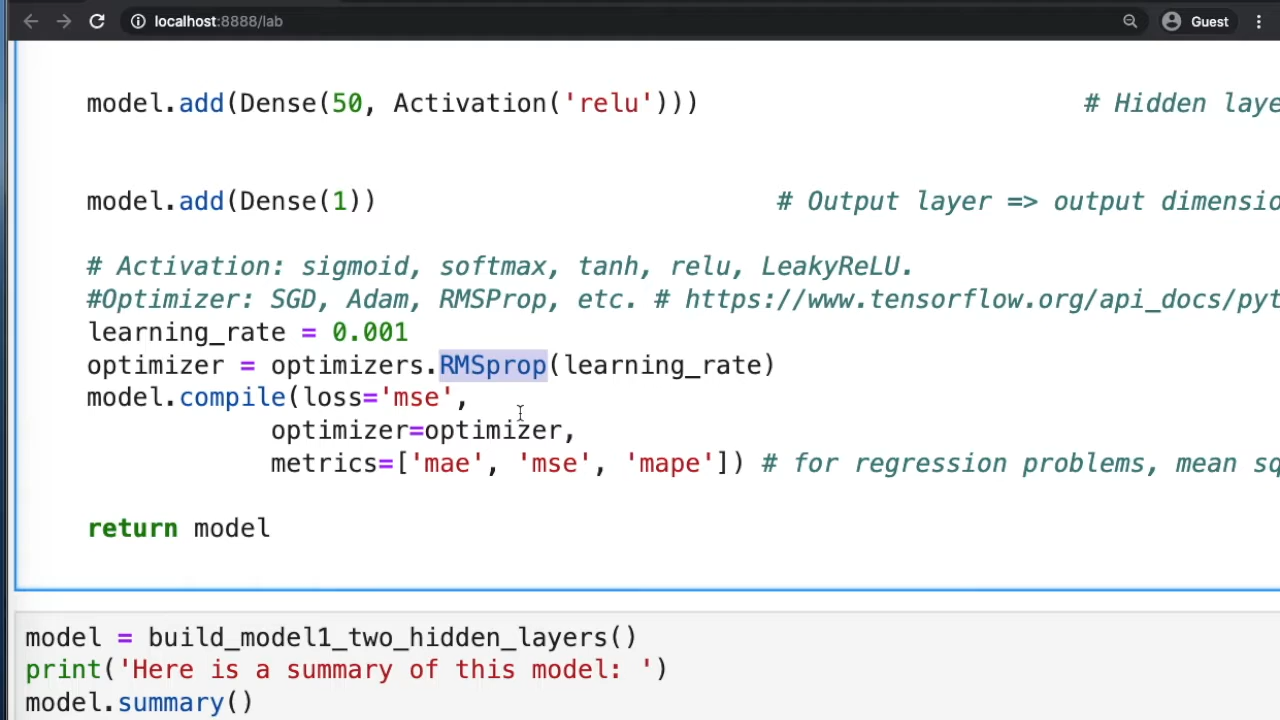 localhost:8888/lab
Guest
model.add(Dense(50, Activation('relu'))) # Hidden laye
model.add(Dense(1)) # Output layer => output dimensio
# Activation: sigmoid, softmax, tanh, relu, LeakyReLU.
#Optimizer: SGD, Adam, RMSProp, etc. # https://www.tensorflow.org/api_docs/pyt
learning_rate = 0.001
optimizer = optimizers.RMSprop(learning_rate)
model.compile(loss='mse',
optimizer=optimizer,
metrics=['mae', 'mse', 'mape']) # for regression problems, mean sq
return model
model = build_model1_two_hidden_layers()
print('Here is a summary of this model: ')
model.summary()